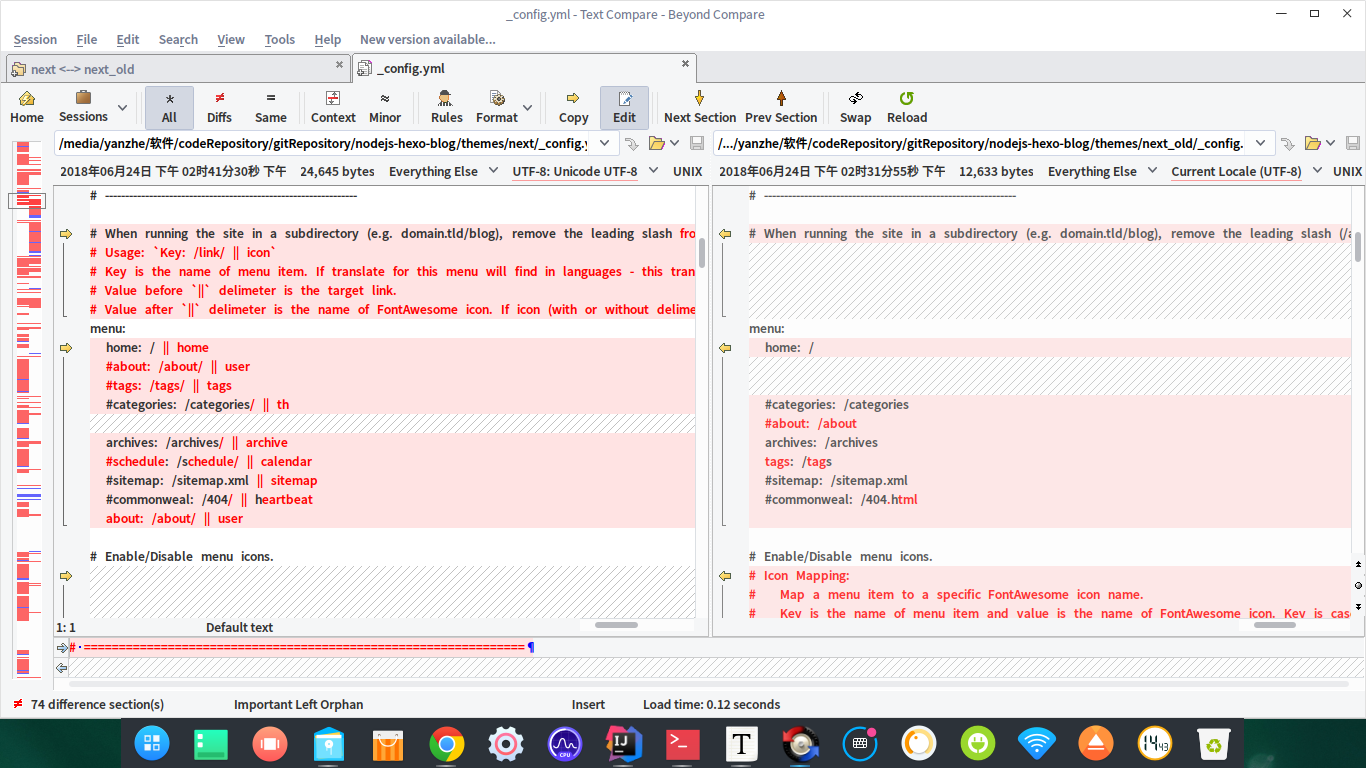 _config.yml - Text Compare - Beyond Compare
Session File Edit Search View Tools Help New version available...
next <--> next_old
_config.yml
Home Sessions All Diffs Same Context Minor Rules Format Copy Edit Next Section Prev Section Swap Reload
/media/yanzhe/软件/codeRepository/gitRepository/nodejs-hexo-blog/themes/next/_config.y
/.../yanzhe/软件/codeRepository/gitRepository/nodejs-hexo-blog/themes/next_old/_config.
2018年06月24日 下午 02时41分30秒 下午 24,645 bytes Everything Else UTF-8: Unicode UTF-8 UNIX
2018年06月24日 下午 02时31分55秒 下午 12,633 bytes Everything Else Current Locale (UTF-8) UNIX
# ---------------------------------------------------------------
# When running the site in a subdirectory (e.g. domain.tld/blog), remove the leading slash fro
# Usage: `Key: /link/ || icon`
# Key is the name of menu item. If translate for this menu will find in languages - this tran
# Value before `||` delimeter is the target link.
# Value after `||` delimeter is the name of FontAwesome icon. If icon (with or without delime
menu:
home: / || home
#about: /about/ || user
#tags: /tags/ || tags
#categories: /categories/ || th
archives: /archives/ || archive
#schedule: /schedule/ || calendar
#sitemap: /sitemap.xml || sitemap
#commonweal: /404/ || heartbeat
about: /about/ || user
# Enable/Disable menu icons.
# ---------------------------------------------------------------
# When running the site in a subdirectory (e.g. domain.tld/blog), remove the leading slash (/a
menu:
home: /
#categories: /categories
#about: /about
archives: /archives
tags: /tags
#sitemap: /sitemap.xml
#commonweal: /404.html
# Enable/Disable menu icons.
# Icon Mapping:
# Map a menu item to a specific FontAwesome icon name.
# Key is the name of menu item and value is the name of FontAwesome icon. Key is cas
1: 1 Default text
#·=============================================================¶
74 difference section(s) Important Left Orphan Insert Load time: 0.12 seconds
CPU
IJ
>_
T
14 43